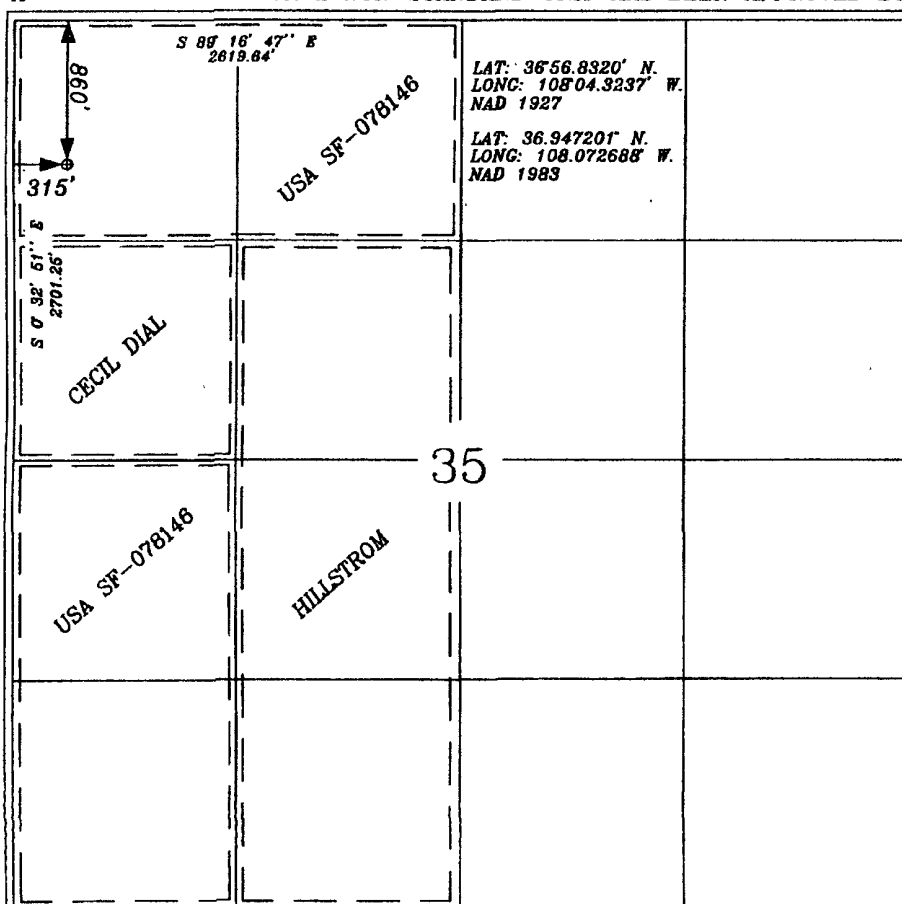 S 89° 16' 47'' E
2619.64'
860'
315'
USA SF-078146
LAT: 36°56.8320' N.
LONG: 108°04.3237' W.
NAD 1927
LAT: 36.947201° N.
LONG: 108.072688° W.
NAD 1983
S 0° 32' 51'' E
2701.25'
CECIL DIAL
35
USA SF-078146
HILLSTROM